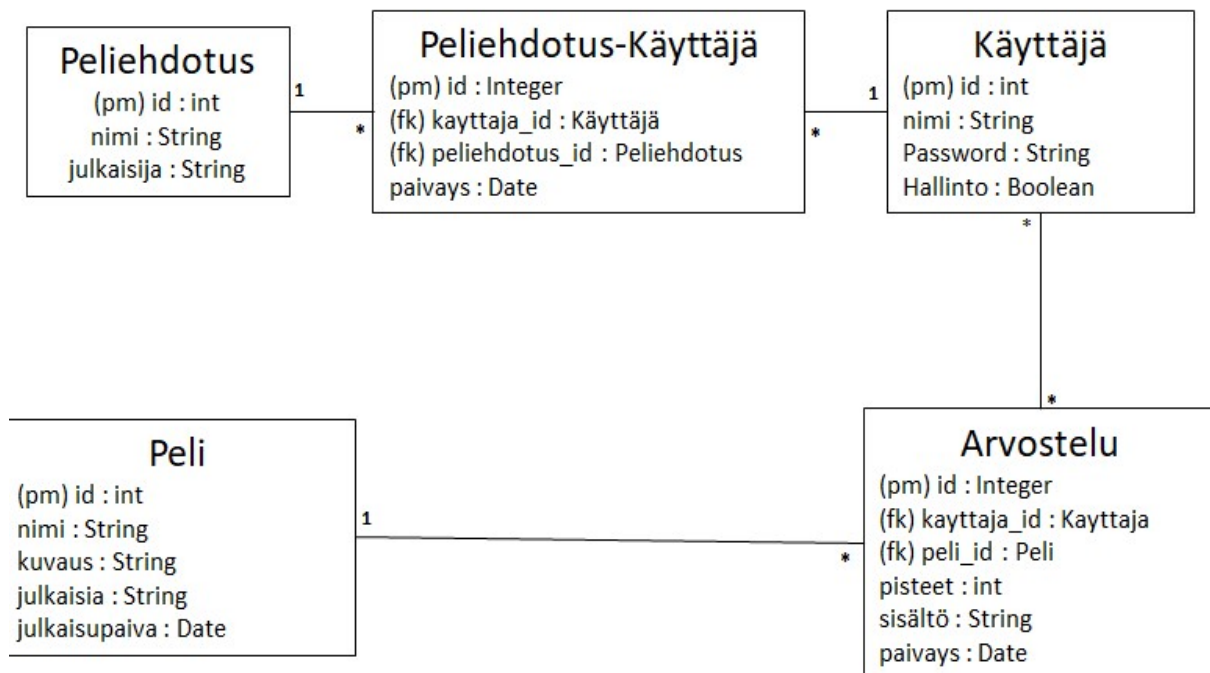 Peliehdotus
(pm) id : int
nimi : String
julkaisija : String
1
*
Peliehdotus-Käyttäjä
(pm) id : Integer
(fk) kayttaja_id : Käyttäjä
(fk) peliehdotus_id : Peliehdotus
paivays : Date
1
*
Käyttäjä
(pm) id : int
nimi : String
Password : String
Hallinto : Boolean
*
*
Peli
(pm) id : int
nimi : String
kuvaus : String
julkaisia : String
julkaisupaiva : Date
1
*
Arvostelu
(pm) id : Integer
(fk) kayttaja_id : Kayttaja
(fk) peli_id : Peli
pisteet : int
sisältö : String
paivays : Date